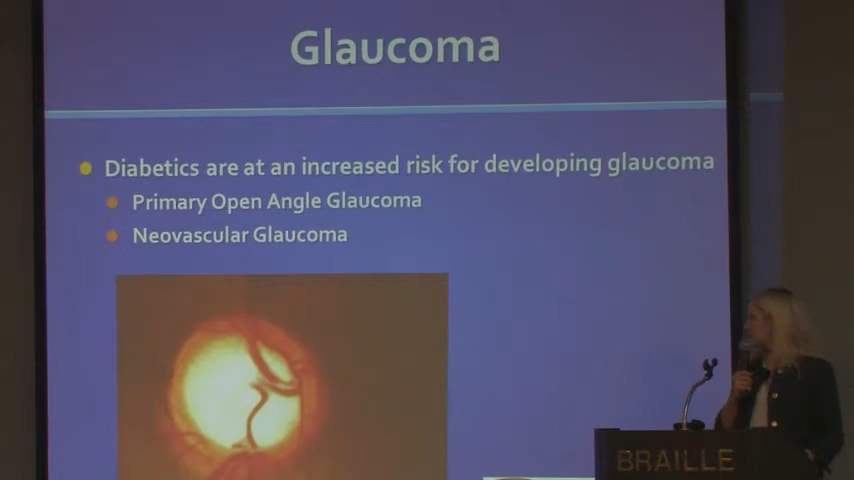 Glaucoma
Diabetics are at an increased risk for developing glaucoma
Primary Open Angle Glaucoma
Neovascular Glaucoma
BRAILLE